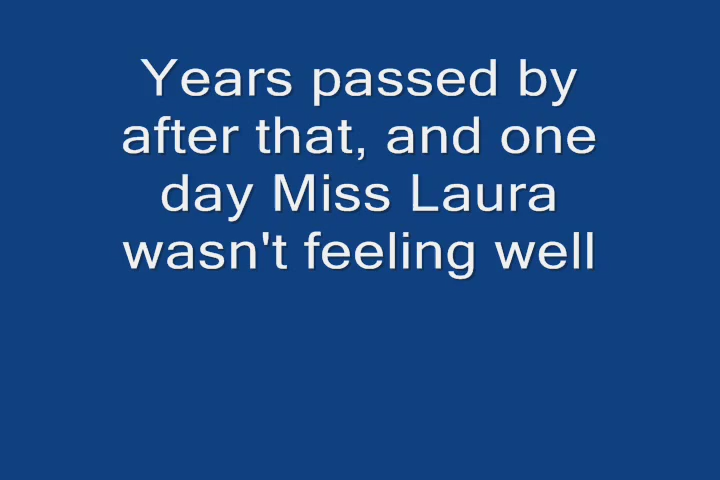 Years passed by
after that, and one
day Miss Laura
wasn't feeling well